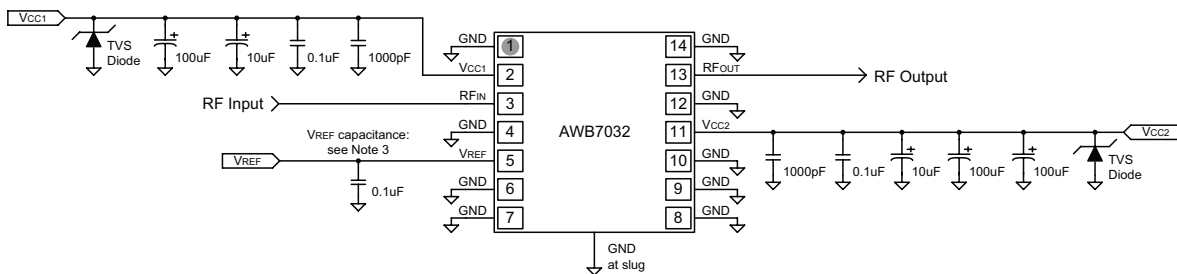 VCC1
TVS
Diode
100uF
10uF
0.1uF
1000pF
RF Input
VREF capacitance:
see Note 3
VREF
0.1uF
GND 1
VCC1 2
RFIN 3
GND 4
VREF 5
GND 6
GND 7
AWB7032
14 GND
13 RFOUT
12 GND
11 VCC2
10 GND
9 GND
8 GND
GND
at slug
RF Output
VCC2
1000pF
0.1uF
10uF
100uF
100uF
TVS
Diode